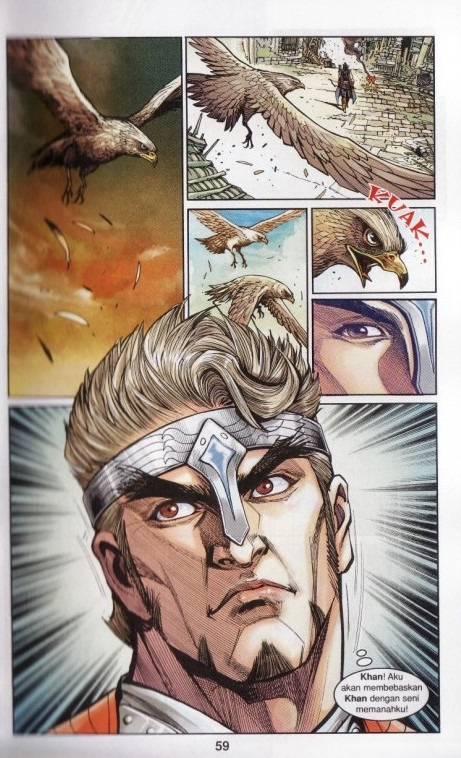 KUAK...
Khan! Aku
akan membebaskan
Khan dengan seni
memanahku!
59